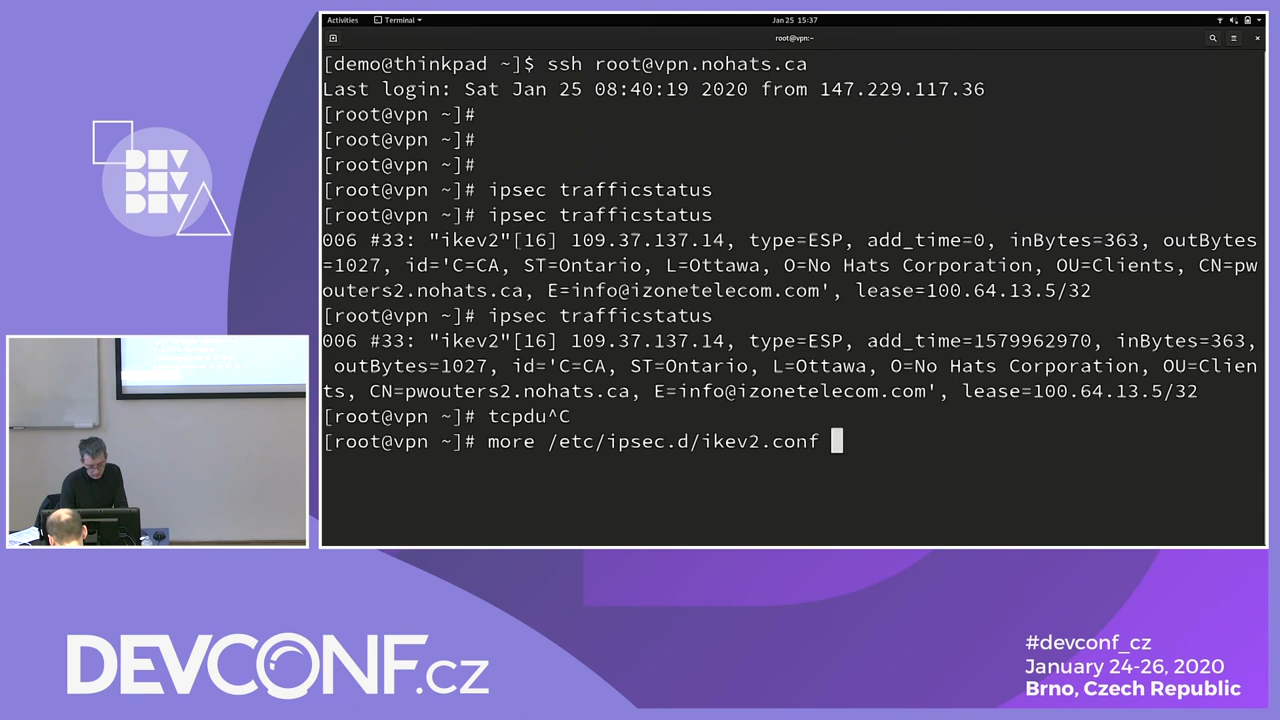 Activities
Terminal
Jan 25 15:37
root@vpn:~
[demo@thinkpad ~]$ ssh root@vpn.nohats.ca
Last login: Sat Jan 25 08:40:19 2020 from 147.229.117.36
[root@vpn ~]#
[root@vpn ~]#
[root@vpn ~]#
[root@vpn ~]# ipsec trafficstatus
[root@vpn ~]# ipsec trafficstatus
006 #33: "ikev2"[16] 109.37.137.14, type=ESP, add_time=0, inBytes=363, outBytes
=1027, id='C=CA, ST=Ontario, L=Ottawa, O=No Hats Corporation, OU=Clients, CN=pw
outers2.nohats.ca, E=info@izonetelecom.com', lease=100.64.13.5/32
[root@vpn ~]# ipsec trafficstatus
006 #33: "ikev2"[16] 109.37.137.14, type=ESP, add_time=1579962970, inBytes=363,
 outBytes=1027, id='C=CA, ST=Ontario, L=Ottawa, O=No Hats Corporation, OU=Clien
ts, CN=pwouters2.nohats.ca, E=info@izonetelecom.com', lease=100.64.13.5/32
[root@vpn ~]# tcpdu^C
[root@vpn ~]# more /etc/ipsec.d/ikev2.conf
DEV
DEV
DEV
DEVCONF.cz
#devconf_cz
January 24-26, 2020
Brno, Czech Republic